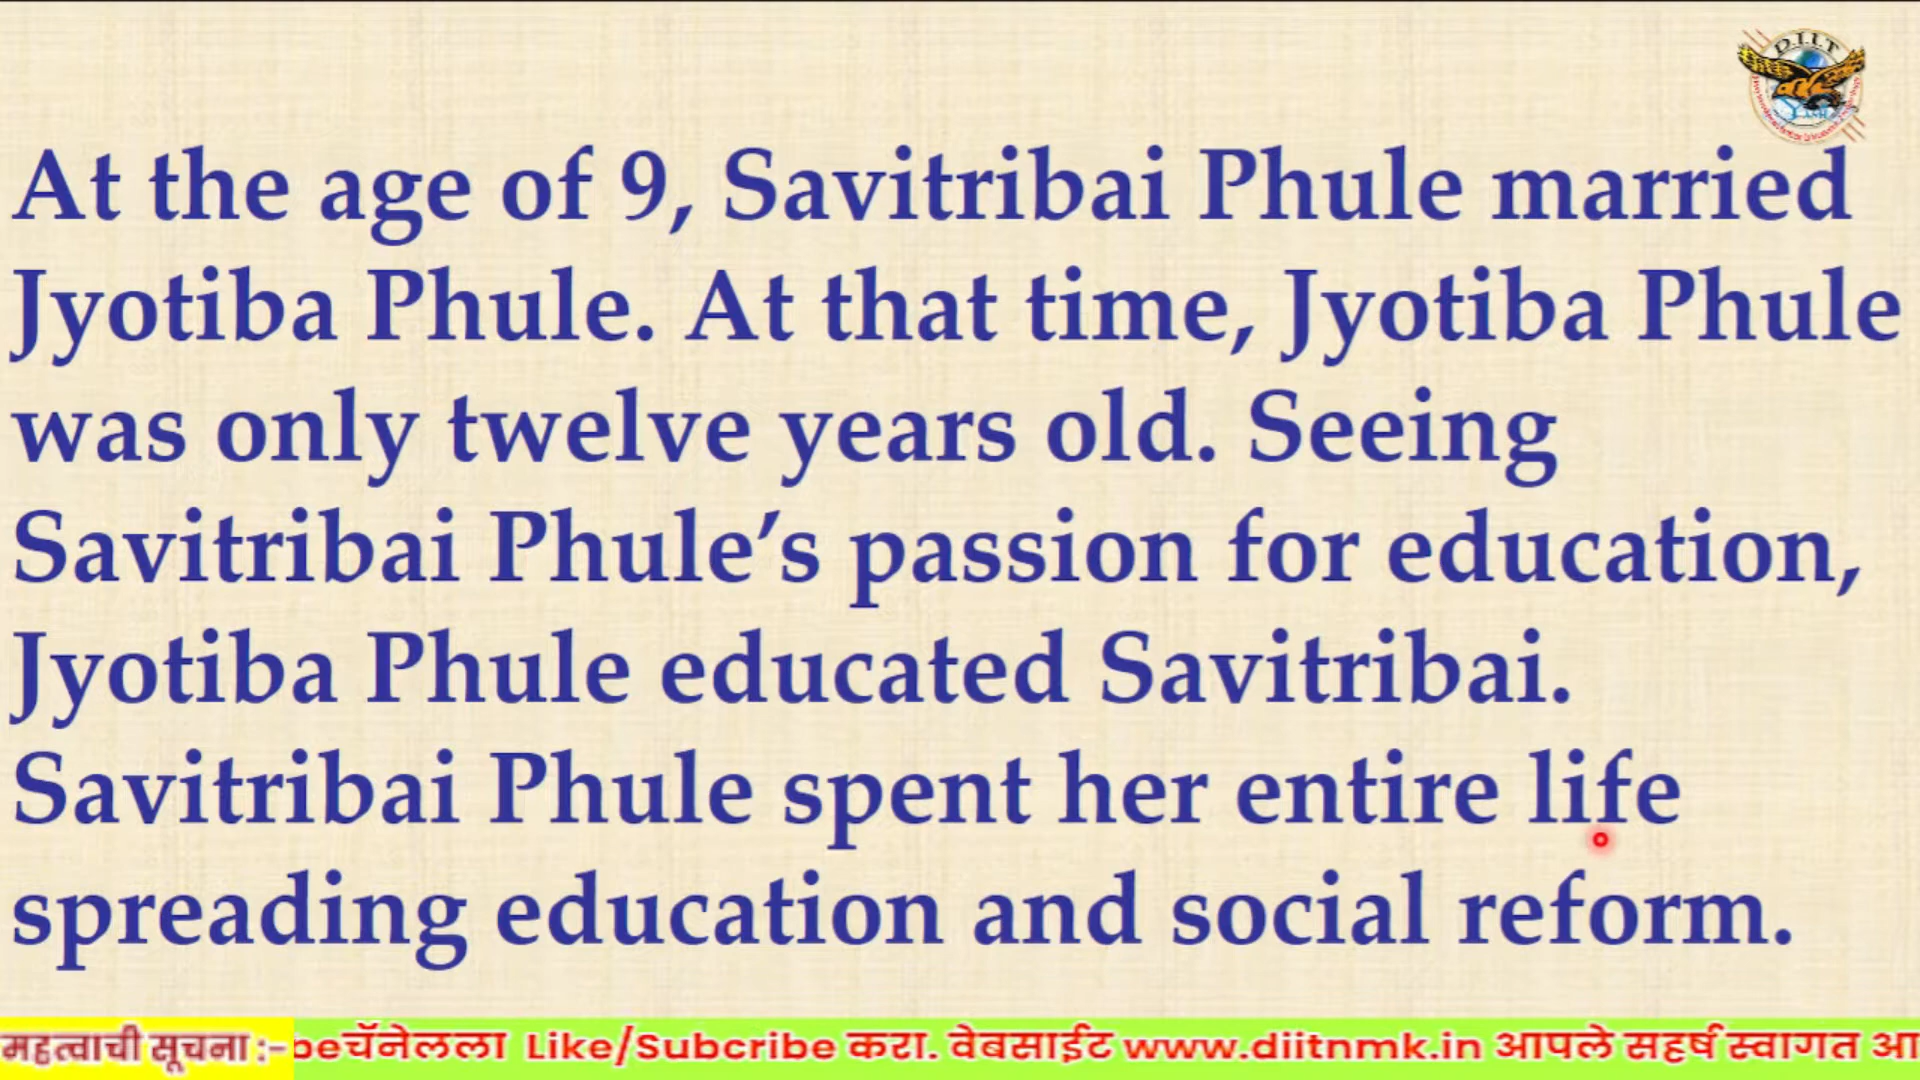 D.I.I.T
At the age of 9, Savitribai Phule married
Jyotiba Phule. At that time, Jyotiba Phule
was only twelve years old. Seeing
Savitribai Phule’s passion for education,
Jyotiba Phule educated Savitribai.
Savitribai Phule spent her entire life
spreading education and social reform.
महत्वाची सूचना :- beचॅनेलला Like/Subcribe करा. वेबसाईट www.diitnmk.in आपले सहर्ष स्वागत आ